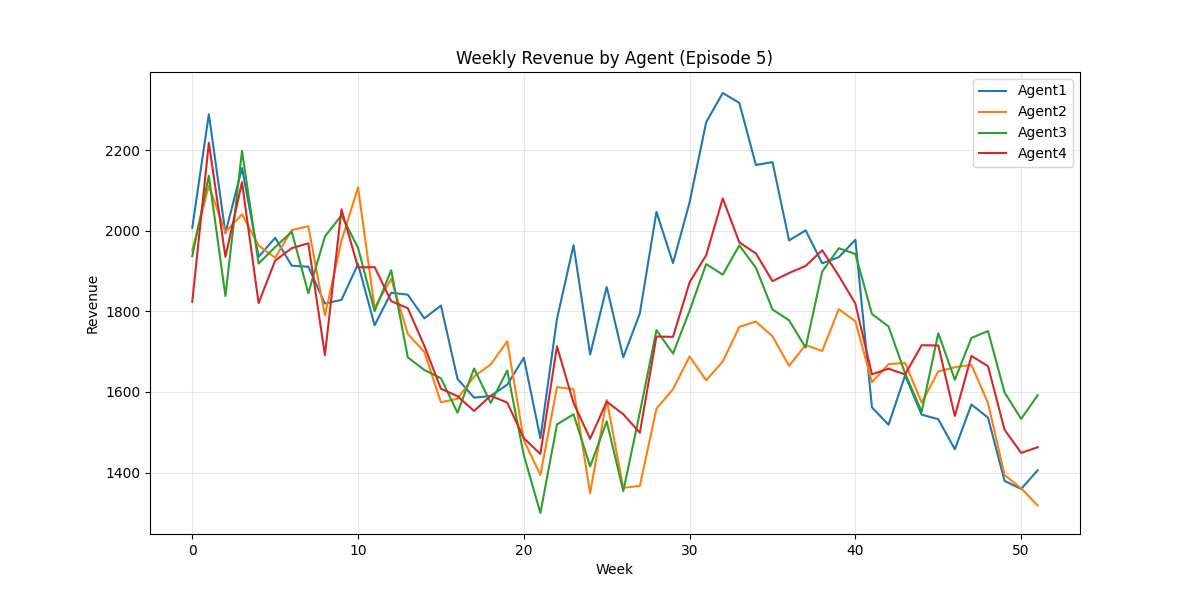 Weekly Revenue by Agent (Episode 5)
Agent1
Agent2
Agent3
Agent4
Revenue
2200
2000
1800
1600
1400
0 10 20 30 40 50
Week